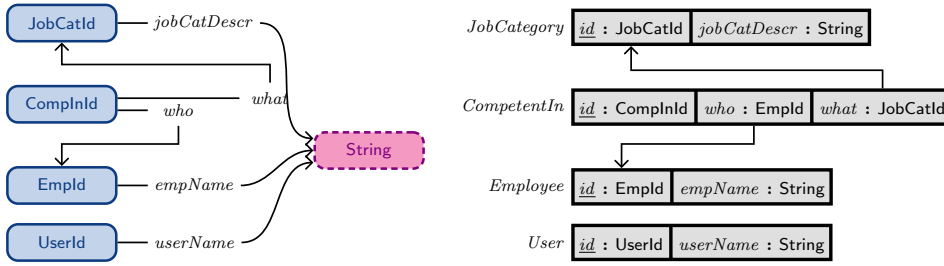 JobCatId jobCatDescr
CompInId what
who
String
EmpId empName
UserId userName
JobCategory id : JobCatId jobCatDescr : String
CompetentIn id : CompInId who : EmpId what : JobCatId
Employee id : EmpId empName : String
User id : UserId userName : String